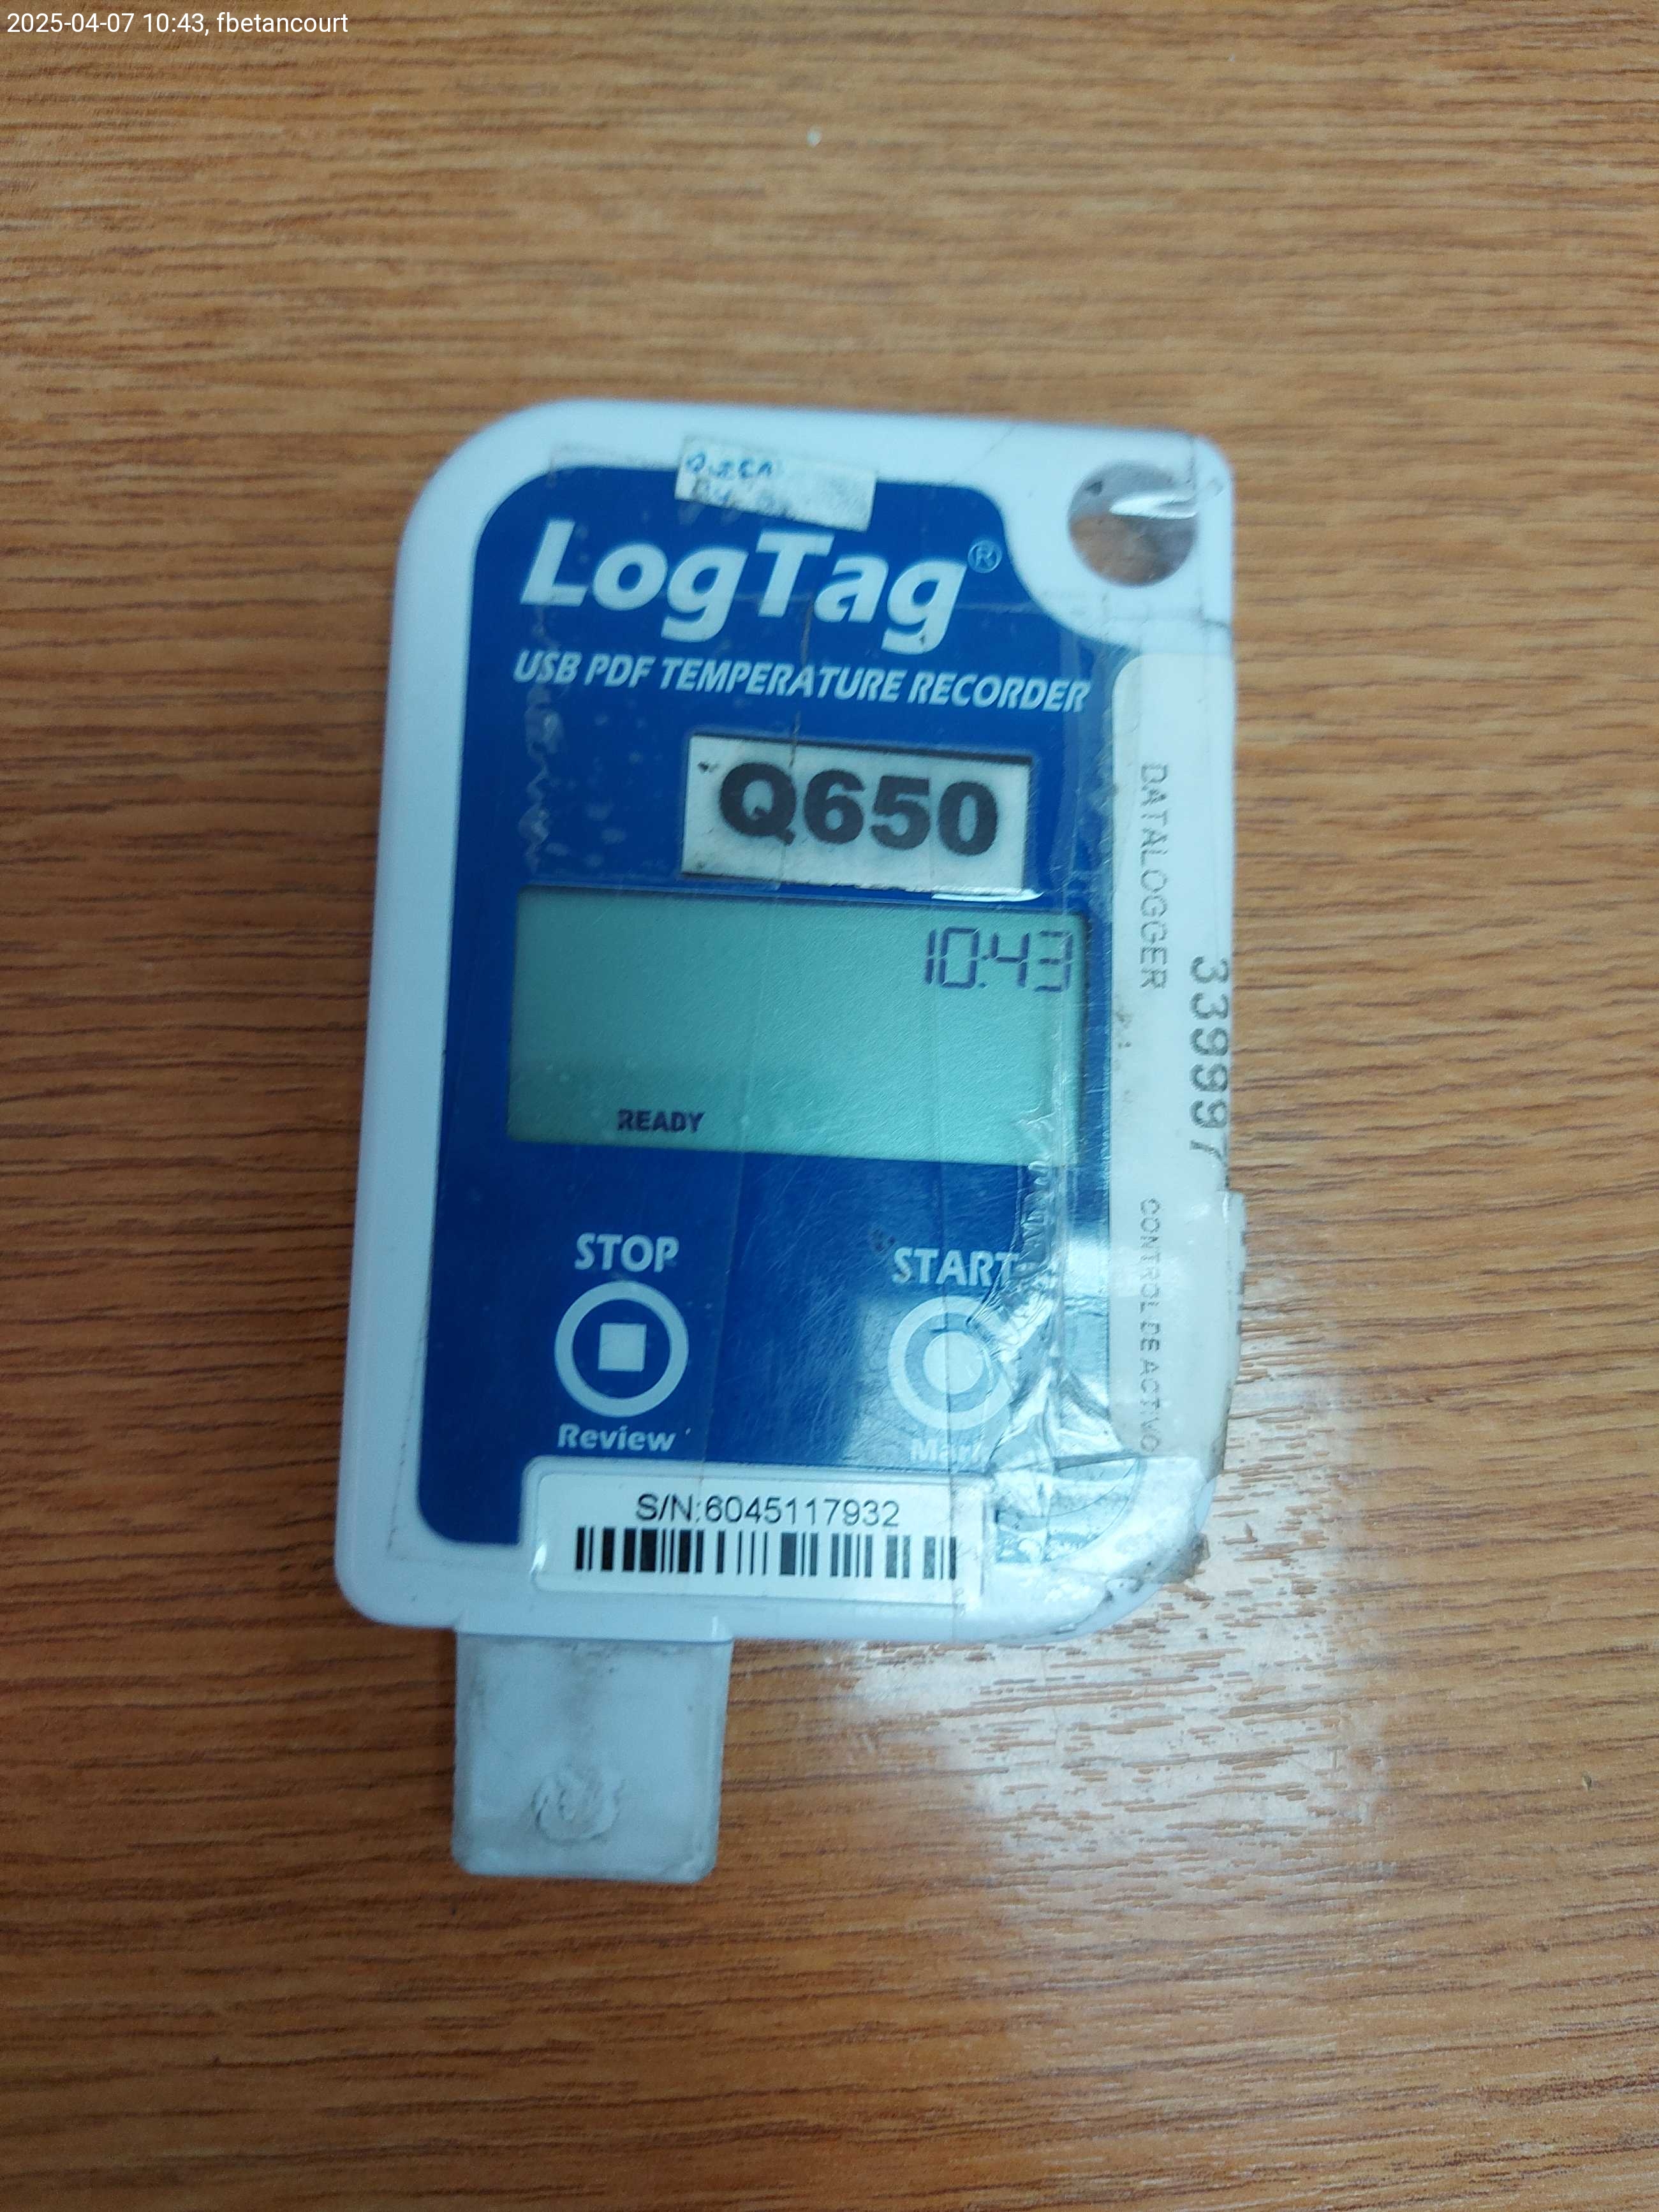 2025-04-07 10:43, fbetancourt
LogTag®
USB PDF TEMPERATURE RECORDER
Q650
10:43
READY
STOP
START
Review
Mark
S/N:6045117932
DATALOGGER
339997
CONTROL DE ACTIVO